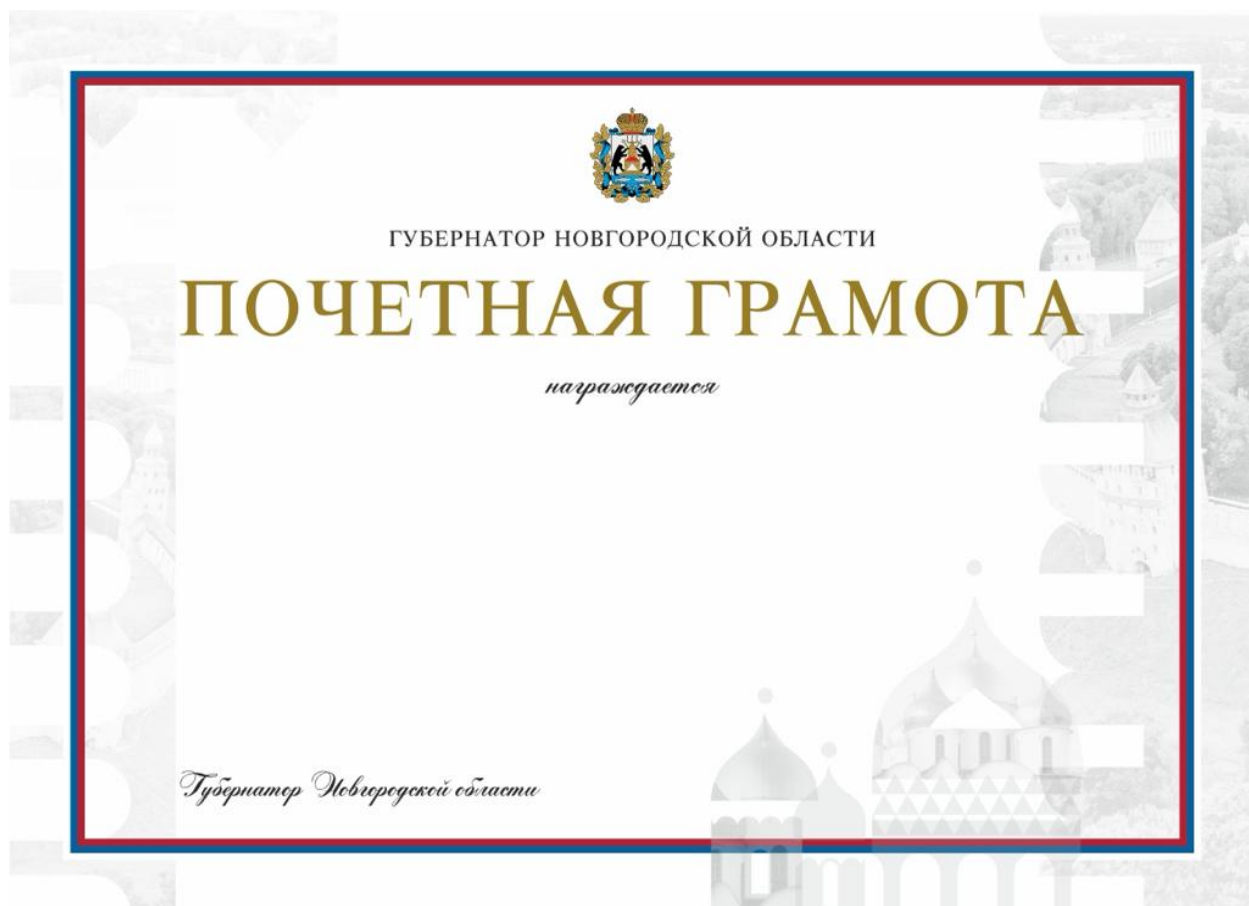 ГУБЕРНАТОР НОВГОРОДСКОЙ ОБЛАСТИ
ПОЧЕТНАЯ ГРАМОТА
награждается
Губернатор Новгородской области